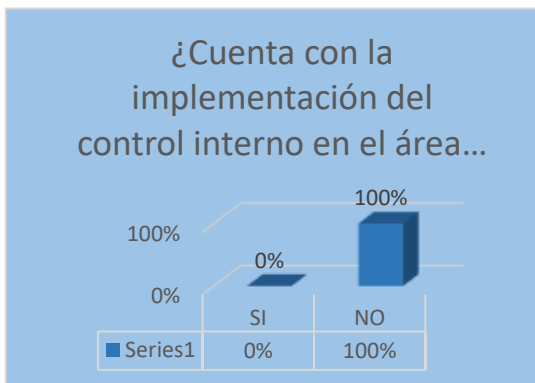 ¿Cuenta con la
implementación del
control interno en el área...
100%
100%
0%
0%
SI NO
Series1 0% 100%